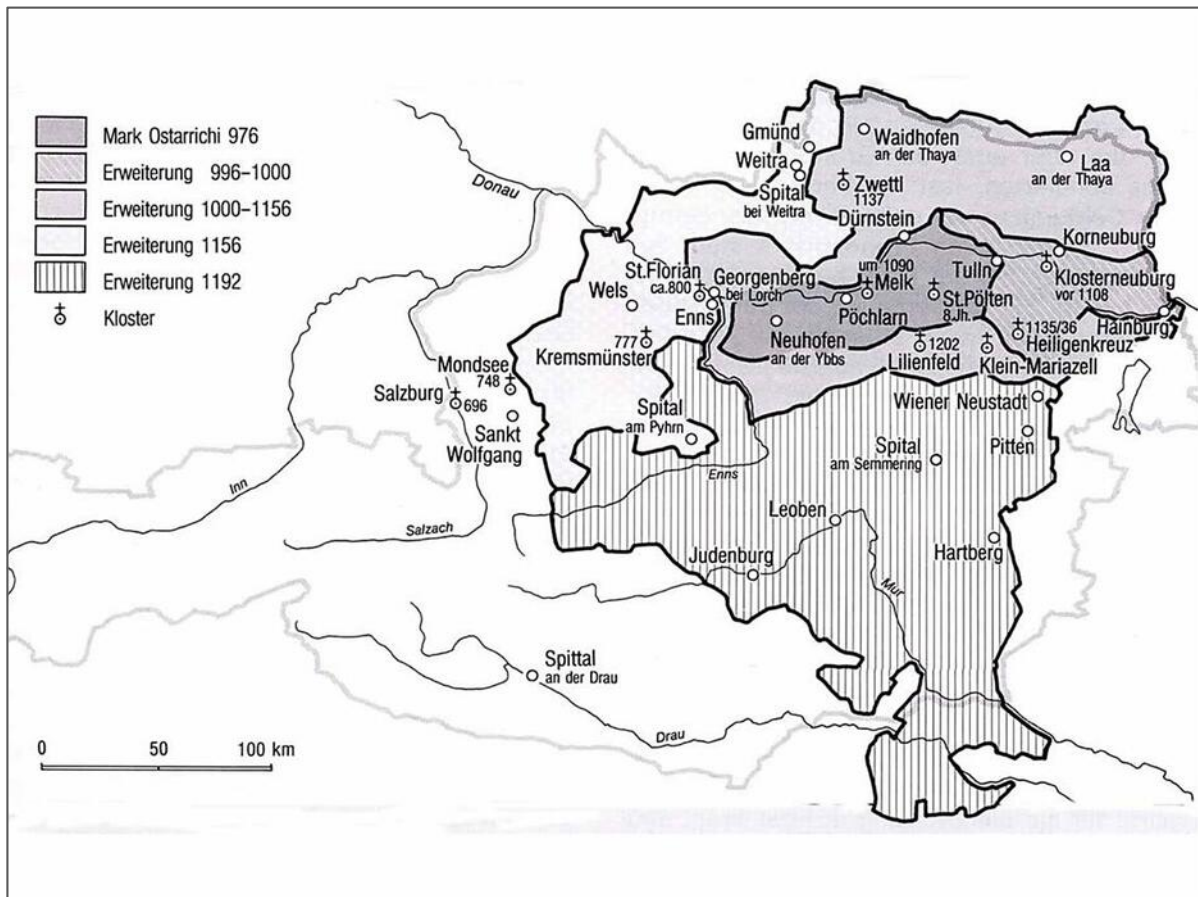 Mark Ostarrichi 976
Erweiterung 996–1000
Erweiterung 1000–1156
Erweiterung 1156
Erweiterung 1192
Kloster
Donau
Gmünd
Weitra
Spital
bei Weitra
Waidhofen
an der Thaya
Laa
an der Thaya
Zwettl
1137
Dürnstein
Korneuburg
Klosterneuburg
vor 1108
Tulln
um 1090
Melk
St.Pölten
8.Jh.
Pöchlarn
Hainburg
1135/36
Heiligenkreuz
St.Florian
ca.800
Georgenberg
bei Lorch
Enns
Wels
777
Kremsmünster
Neuhofen
an der Ybbs
1202
Lilienfeld
Klein-Mariazell
Mondsee
748
Salzburg
696
Sankt
Wolfgang
Spital
am Pyhrn
Wiener Neustadt
Pitten
Spital
am Semmering
Enns
Inn
Salzach
Leoben
Judenburg
Hartberg
Mur
Spittal
an der Drau
Drau
0 50 100 km